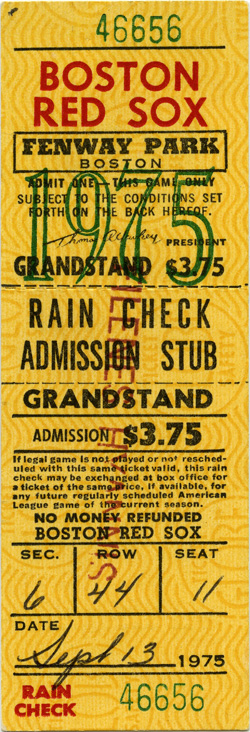 46656
BOSTON
RED SOX
FENWAY PARK
BOSTON
ADMIT ONE—THIS GAME ONLY
SUBJECT TO THE CONDITIONS SET
FORTH ON THE BACK HEREOF.
1975
PRESIDENT
GRANDSTAND $3.75
RAIN CHECK
ADMISSION STUB
GRANDSTAND
ADMISSION $3.75
If legal game is not played or not resched-
uled with this same ticket valid, this rain
check may be exchanged at box office for
a ticket of the same price, if available, for
any future regularly scheduled American
League game of the current season.
NO MONEY REFUNDED
BOSTON RED SOX
SEC. ROW SEAT
6 44 11
DATE
Sept 13 1975
RAIN
CHECK
46656